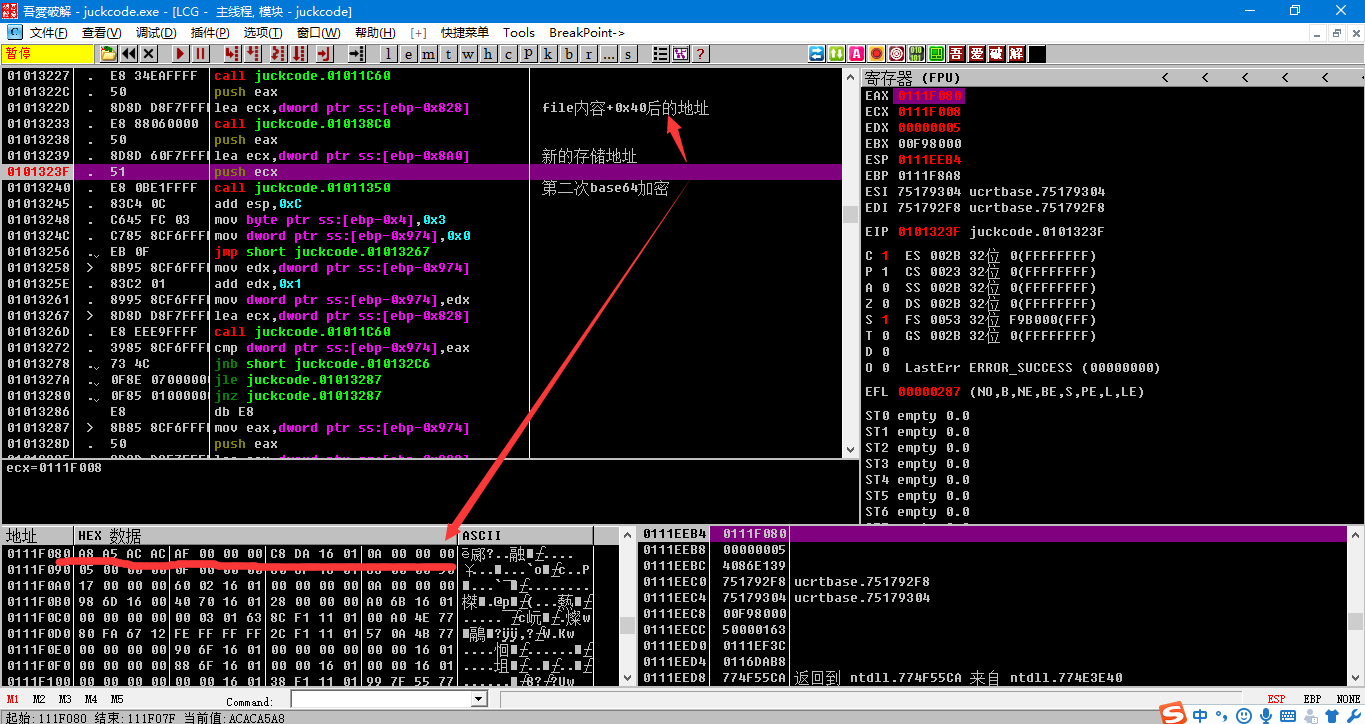 吾愛破解 - juckcode.exe - [LCG - 主线程, 模块 - juckcode]
文件(F) 查看(V) 调试(D) 插件(P) 选项(T) 窗口(W) 帮助(H) [+] 快捷菜单 Tools BreakPoint->
暂停 l e m t w h c p k b r ... s ? 吾 爱 破 解
01013227 . E8 34EAFFFF call juckcode.01011C60
0101322C . 50 push eax
0101322D . 8D8D D8F7FFFF lea ecx,dword ptr ss:[ebp-0x828] file内容+0x40后的地址
01013233 . E8 88060000 call juckcode.010138C0
01013238 . 50 push eax
01013239 . 8D8D 60F7FFFF lea ecx,dword ptr ss:[ebp-0x8A0] 新的存储地址
0101323F . 51 push ecx
01013240 . E8 0BE1FFFF call juckcode.01011350 第二次base64加密
01013245 . 83C4 0C add esp,0xC
01013248 . C645 FC 03 mov byte ptr ss:[ebp-0x4],0x3
0101324C . C785 8CF6FFFF mov dword ptr ss:[ebp-0x974],0x0
01013256 . EB 0F jmp short juckcode.01013267
01013258 > 8B95 8CF6FFFF mov edx,dword ptr ss:[ebp-0x974]
0101325E . 83C2 01 add edx,0x1
01013261 . 8995 8CF6FFFF mov dword ptr ss:[ebp-0x974],edx
01013267 > 8D8D D8F7FFFF lea ecx,dword ptr ss:[ebp-0x828]
0101326D . E8 EEE9FFFF call juckcode.01011C60
01013272 . 3985 8CF6FFFF cmp dword ptr ss:[ebp-0x974],eax
01013278 . 73 4C jnb short juckcode.010132C6
0101327A . 0F8E 07000000 jle juckcode.01013287
01013280 . 0F85 01000000 jnz juckcode.01013287
01013286 E8 db E8
01013287 > 8B85 8CF6FFFF mov eax,dword ptr ss:[ebp-0x974]
0101328D . 50 push eax
ecx=0111F008
寄存器 (FPU) < < < < <
EAX 0111F080
ECX 0111F008
EDX 00000005
EBX 00F98000
ESP 0111EEB4
EBP 0111F8A8
ESI 75179304 ucrtbase.75179304
EDI 751792F8 ucrtbase.751792F8
EIP 0101323F juckcode.0101323F
C 1 ES 002B 32位 0(FFFFFFFF)
P 1 CS 0023 32位 0(FFFFFFFF)
A 0 SS 002B 32位 0(FFFFFFFF)
Z 0 DS 002B 32位 0(FFFFFFFF)
S 1 FS 0053 32位 F9B000(FFF)
T 0 GS 002B 32位 0(FFFFFFFF)
D 0
O 0 LastErr ERROR_SUCCESS (00000000)
EFL 00000287 (NO,B,NE,BE,S,PE,L,LE)
ST0 empty 0.0
ST1 empty 0.0
ST2 empty 0.0
ST3 empty 0.0
ST4 empty 0.0
ST5 empty 0.0
ST6 empty 0.0
地址 HEX 数据 ASCII
0111F080 A8 A5 AC AC AF 00 00 00 C8 DA 16 01 0A 00 00 00
0111F090
0111F0A0 17 00 00 00 60 02 16 01 00 00 00 00 0A 00 00 00
0111F0B0 98 6D 16 00 40 70 16 01 28 00 00 00 A0 6B 16 01
0111F0C0 00 00 00 00 00 03 01 63 8C F1 11 01 00 A0 4E 77
0111F0D0 80 FA 67 12 FE FF FF FF 2C F1 11 01 57 0A 4B 77
0111F0E0 00 00 00 00 90 6F 16 01 00 00 00 00 00 00 16 01
0111F0F0 00 00 00 00 88 6F 16 01 00 00 16 01 00 00 16 01
0111F100 00 00 00 00 00 00 16 01 38 F1 11 01 99 7F 55 77
0111EEB4 0111F080
0111EEB8 00000005
0111EEBC 4086E139
0111EEC0 751792F8 ucrtbase.751792F8
0111EEC4 75179304 ucrtbase.75179304
0111EEC8 00F98000
0111EECC 50000163
0111EED0 0111EF3C
0111EED4 0116DAB8
0111EED8 774F55CA 返回到 ntdll.774F55CA 来自 ntdll.774E3E40
M1 M2 M3 M4 M5 Command: ESP EBP NONE
起始: 111F080 结束: 111F07F 当前值: ACACA5A8
中